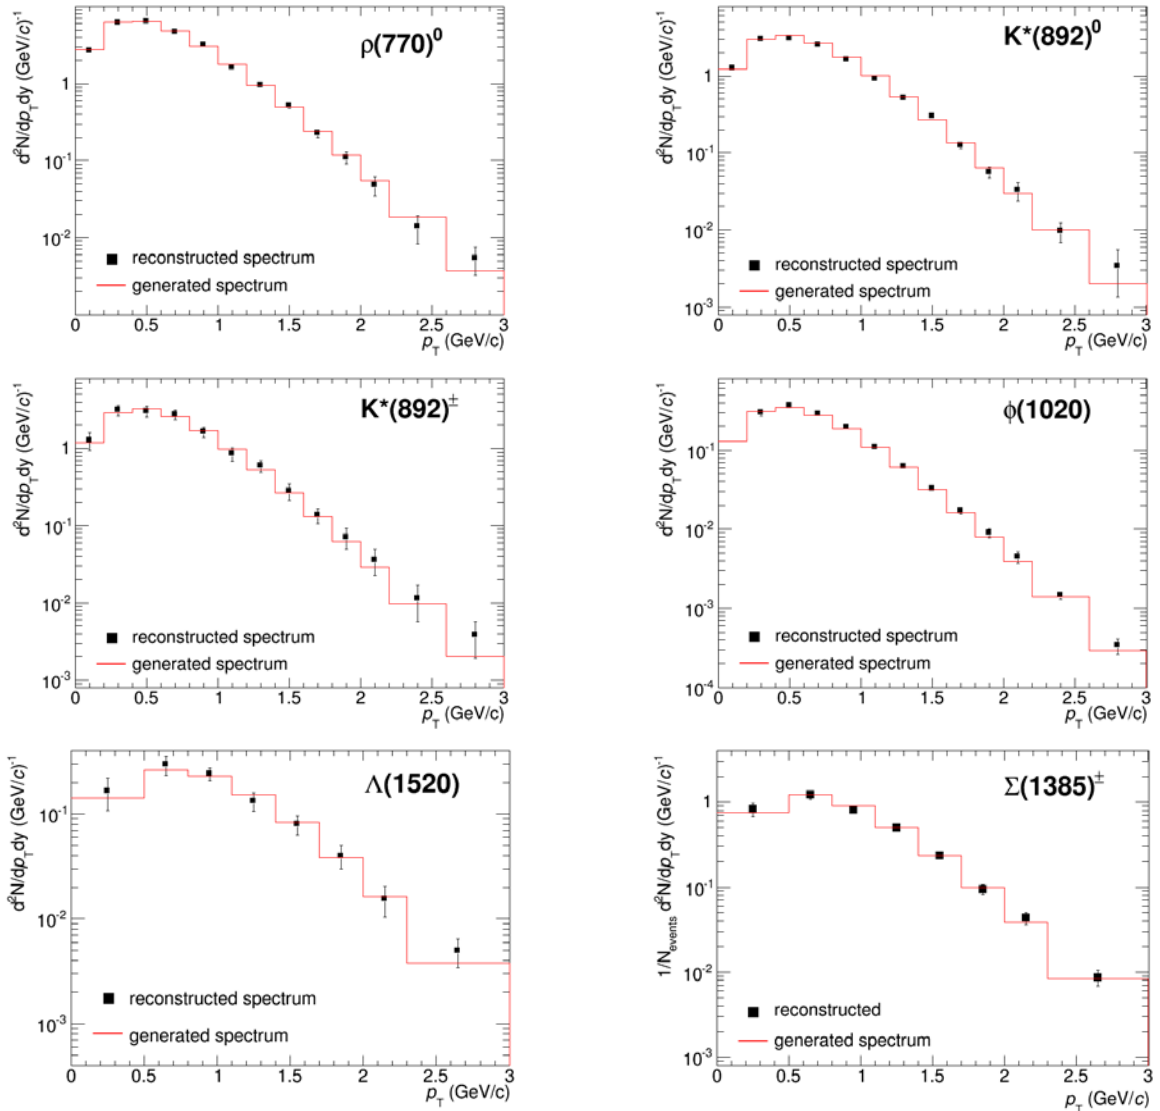 ρ(770)⁰
d²N/dp_T dy (GeV/c)⁻¹
1
10⁻¹
10⁻²
■ reconstructed spectrum
— generated spectrum
0 0.5 1 1.5 2 2.5 3
p_T (GeV/c)
K*(892)⁰
d²N/dp_T dy (GeV/c)⁻¹
1
10⁻¹
10⁻²
10⁻³
■ reconstructed spectrum
— generated spectrum
0 0.5 1 1.5 2 2.5 3
p_T (GeV/c)
K*(892)±
d²N/dp_T dy (GeV/c)⁻¹
1
10⁻¹
10⁻²
10⁻³
■ reconstructed spectrum
— generated spectrum
0 0.5 1 1.5 2 2.5 3
p_T (GeV/c)
ϕ(1020)
d²N/dp_T dy (GeV/c)⁻¹
10⁻¹
10⁻²
10⁻³
10⁻⁴
■ reconstructed spectrum
— generated spectrum
0 0.5 1 1.5 2 2.5 3
p_T (GeV/c)
Λ(1520)
d²N/dp_T dy (GeV/c)⁻¹
10⁻¹
10⁻²
10⁻³
■ reconstructed spectrum
— generated spectrum
0 0.5 1 1.5 2 2.5 3
p_T (GeV/c)
Σ(1385)±
1/N_events d²N/dp_T dy (GeV/c)⁻¹
1
10⁻¹
10⁻²
10⁻³
■ reconstructed
— generated spectrum
0 0.5 1 1.5 2 2.5 3
p_T (GeV/c)